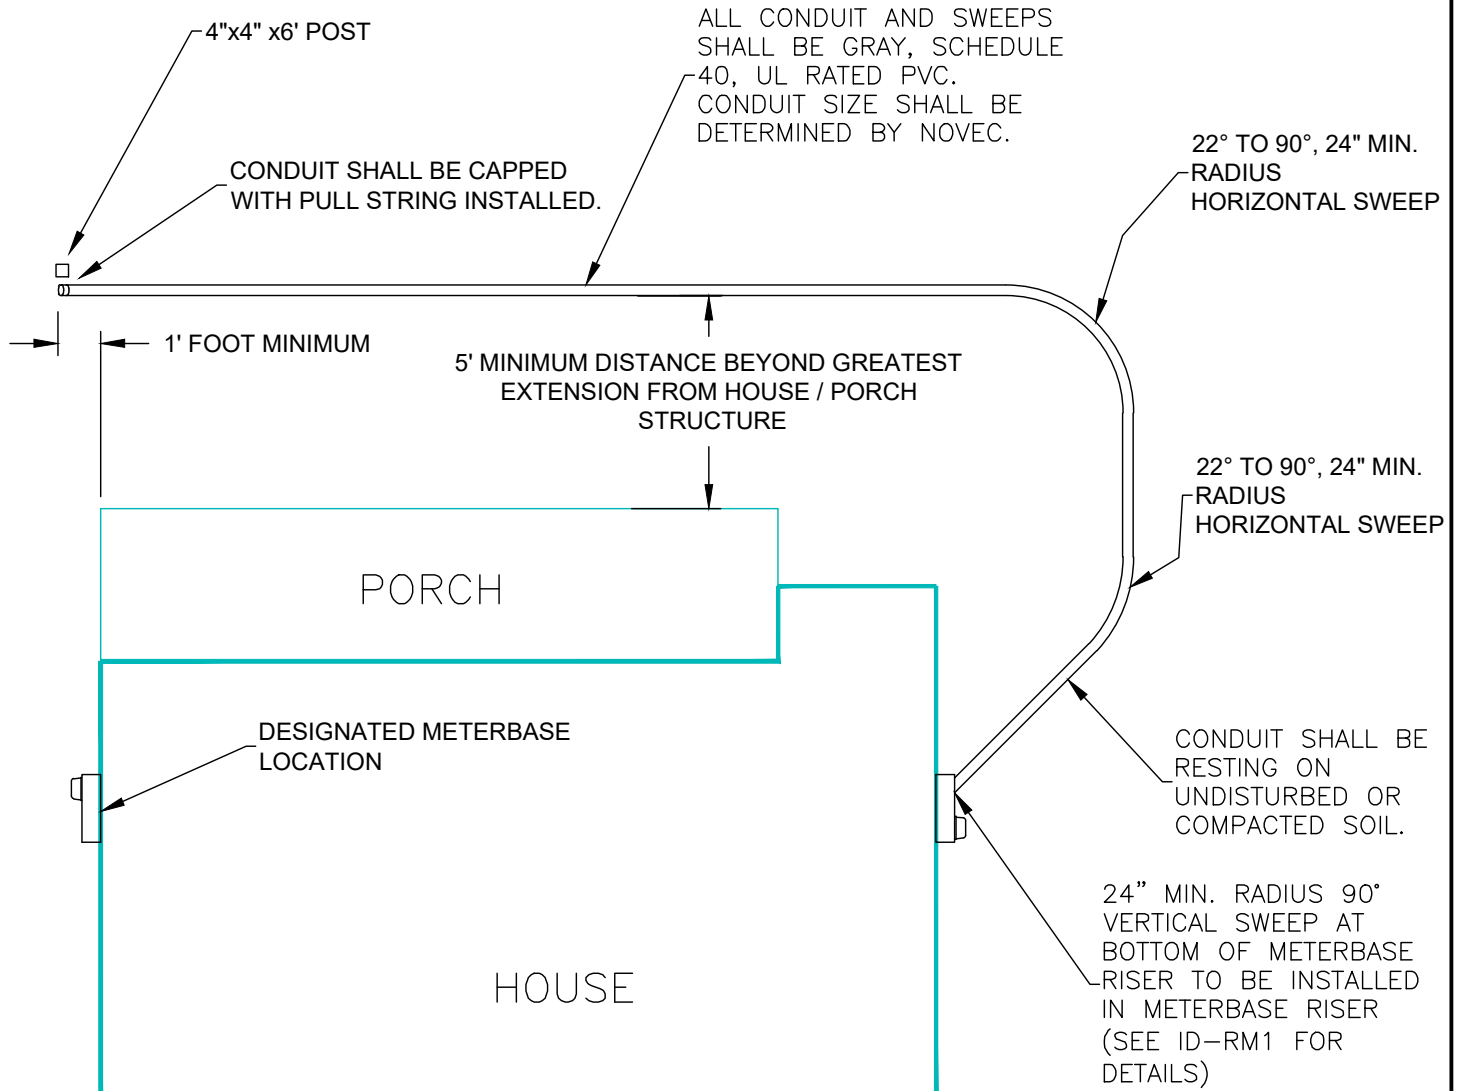 4"x4" x6' POST
ALL CONDUIT AND SWEEPS
SHALL BE GRAY, SCHEDULE
40, UL RATED PVC.
CONDUIT SIZE SHALL BE
DETERMINED BY NOVEC.
22° TO 90°, 24" MIN.
RADIUS
HORIZONTAL SWEEP
CONDUIT SHALL BE CAPPED
WITH PULL STRING INSTALLED.
1' FOOT MINIMUM
5' MINIMUM DISTANCE BEYOND GREATEST
EXTENSION FROM HOUSE / PORCH
STRUCTURE
22° TO 90°, 24" MIN.
RADIUS
HORIZONTAL SWEEP
PORCH
DESIGNATED METERBASE
LOCATION
CONDUIT SHALL BE
RESTING ON
UNDISTURBED OR
COMPACTED SOIL.
24” MIN. RADIUS 90°
VERTICAL SWEEP AT
BOTTOM OF METERBASE
RISER TO BE INSTALLED
IN METERBASE RISER
(SEE ID-RM1 FOR
DETAILS)
HOUSE